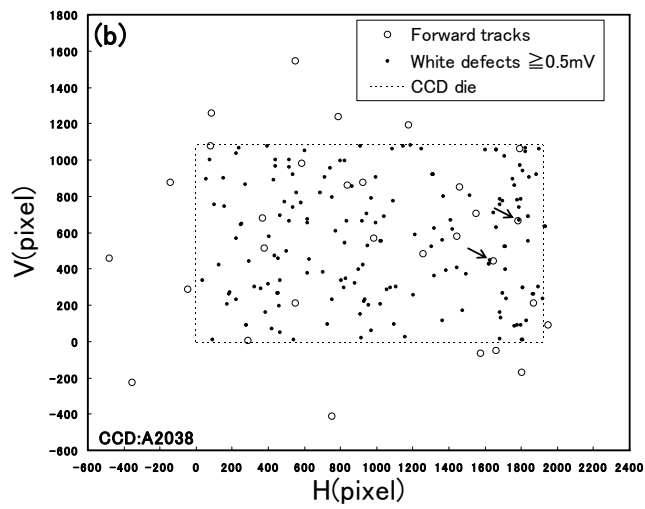 (b)
Forward tracks
White defects ≧0.5mV
CCD die
1800
1600
1400
1200
1000
800
600
400
200
0
-200
-400
-600
V(pixel)
CCD:A2038
-600 -400 -200 0 200 400 600 800 1000 1200 1400 1600 1800 2000 2200 2400
H(pixel)